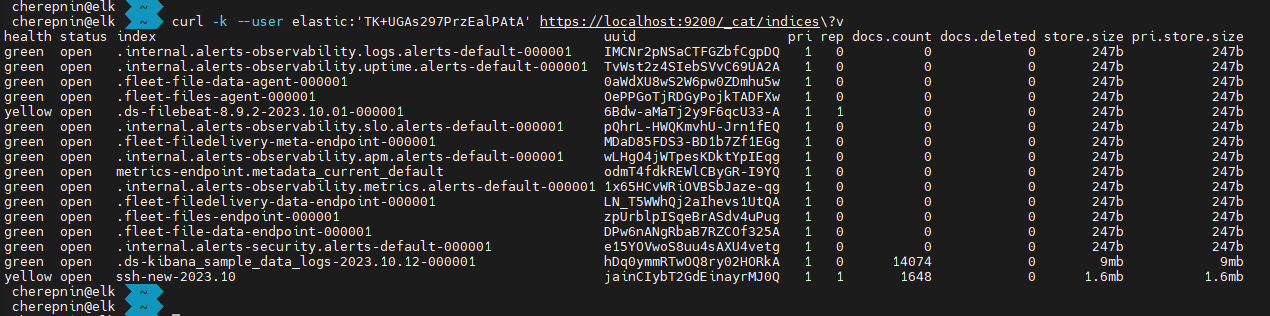 cherepnin@elk ~
cherepnin@elk ~ curl -k --user elastic:'TK+UGAs297PrzEalPAtA' https://localhost:9200/_cat/indices\?v
health status index uuid pri rep docs.count docs.deleted store.size pri.store.size
green open .internal.alerts-observability.logs.alerts-default-000001 IMCNr2pNSaCTFGZbfCgpDQ 1 0 0 0 247b 247b
green open .internal.alerts-observability.uptime.alerts-default-000001 TvWst2z4SIebSVvC69UA2A 1 0 0 0 247b 247b
green open .fleet-file-data-agent-000001 0aWdXU8wS2W6pw0ZDmhu5w 1 0 0 0 247b 247b
green open .fleet-files-agent-000001 0ePPGoTjRDGyPojkTADFXw 1 0 0 0 247b 247b
yellow open .ds-filebeat-8.9.2-2023.10.01-000001 6Bdw-aMaTj2y9F6qcU33-A 1 1 0 0 247b 247b
green open .internal.alerts-observability.slo.alerts-default-000001 pQhrL-HWQKmvhU-Jrn1fEQ 1 0 0 0 247b 247b
green open .fleet-filedelivery-meta-endpoint-000001 MDaD85FDS3-BD1b7Zf1EGg 1 0 0 0 247b 247b
green open .internal.alerts-observability.apm.alerts-default-000001 wLHgO4jWTpesKDktYpIEqg 1 0 0 0 247b 247b
green open metrics-endpoint.metadata_current_default odmT4fdkREWlCByGR-I9YQ 1 0 0 0 247b 247b
green open .internal.alerts-observability.metrics.alerts-default-000001 1x65HCvWRiOVBSbJaze-qg 1 0 0 0 247b 247b
green open .fleet-filedelivery-data-endpoint-000001 LN_T5WWhQj2aIhevs1UtQA 1 0 0 0 247b 247b
green open .fleet-files-endpoint-000001 zpUrblpISqeBrASdv4uPug 1 0 0 0 247b 247b
green open .fleet-file-data-endpoint-000001 DPw6nANgRbaB7RZCOf325A 1 0 0 0 247b 247b
green open .internal.alerts-security.alerts-default-000001 e15YOVwoS8uu4sAXU4vetg 1 0 0 0 247b 247b
green open .ds-kibana_sample_data_logs-2023.10.12-000001 hDq0ymmRTwOQ8ry02HORkA 1 0 14074 0 9mb 9mb
yellow open ssh-new-2023.10 jainCIybT2GdEinayrMJ0Q 1 1 1648 0 1.6mb 1.6mb
cherepnin@elk ~
cherepnin@elk ~